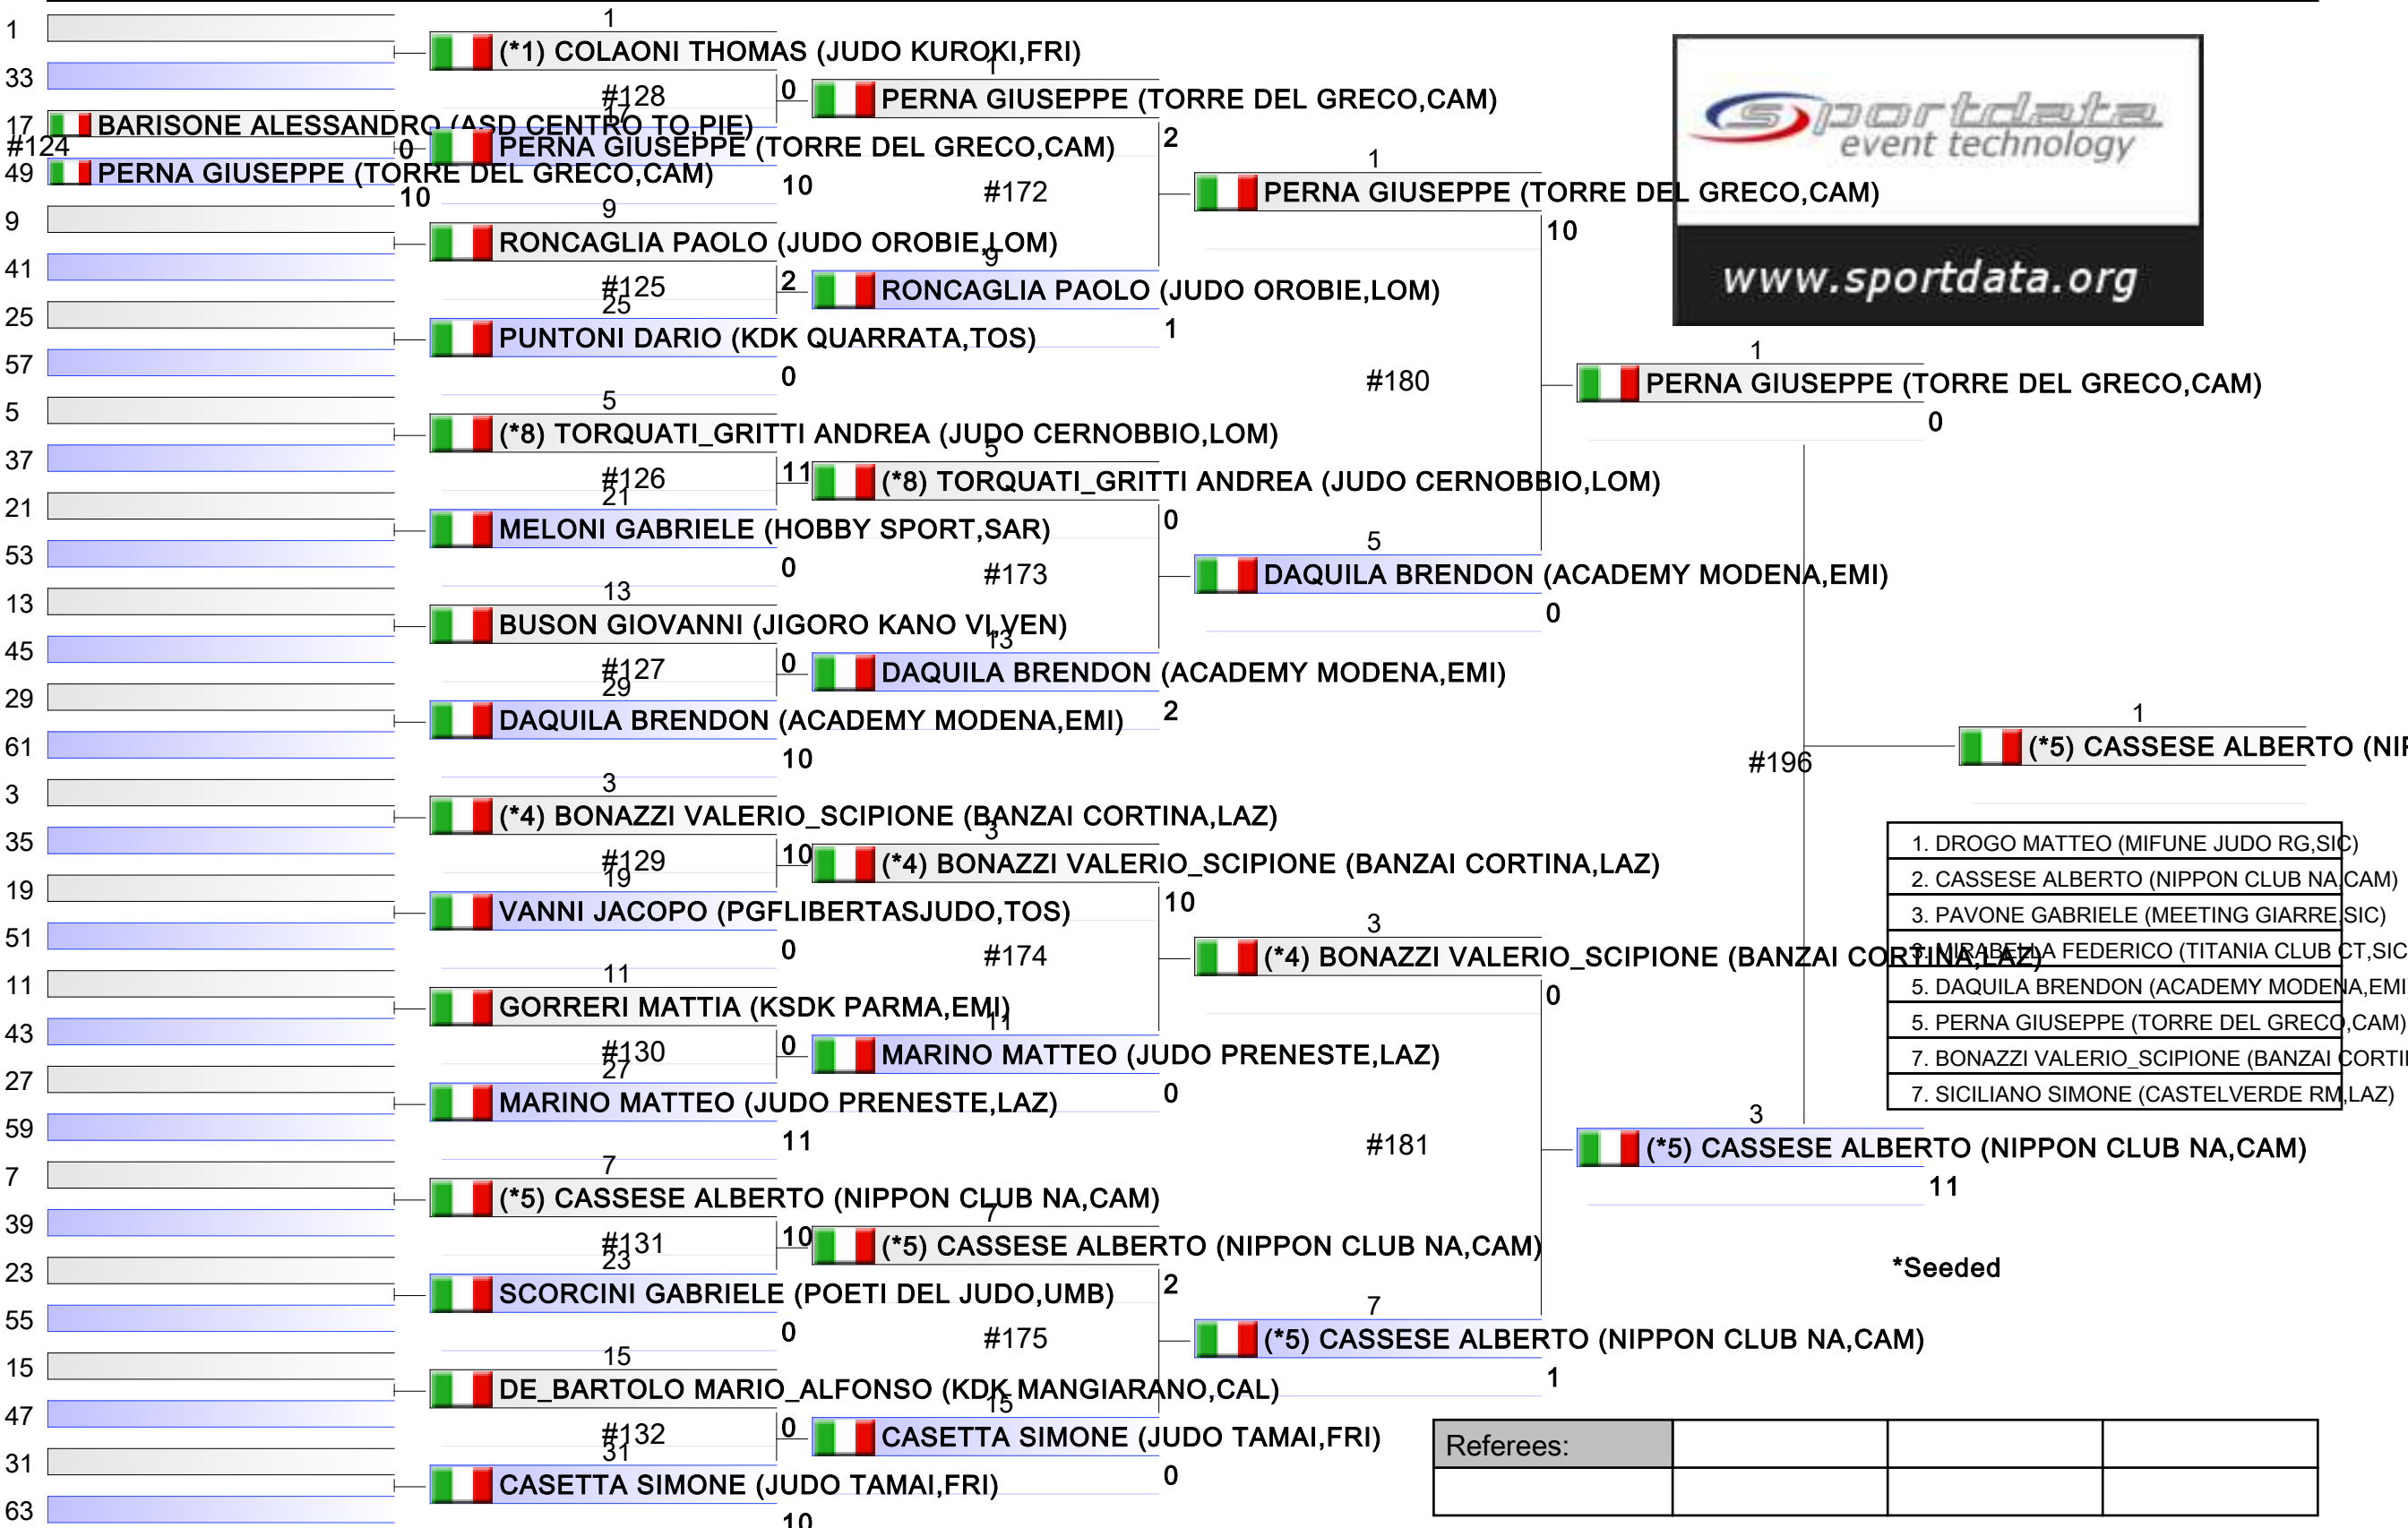 1
1
(*1) COLAONI THOMAS (JUDO KUROKI,FRI)
33
#128
0
1
PERNA GIUSEPPE (TORRE DEL GRECO,CAM)
17
BARISONE ALESSANDRO (ASD CENTRO TO,PIE)
17
#124
0
PERNA GIUSEPPE (TORRE DEL GRECO,CAM)
2
49
PERNA GIUSEPPE (TORRE DEL GRECO,CAM)
10
10
#172
1
PERNA GIUSEPPE (TORRE DEL GRECO,CAM)
10
9
9
RONCAGLIA PAOLO (JUDO OROBIE,LOM)
41
#125
2
9
RONCAGLIA PAOLO (JUDO OROBIE,LOM)
1
25
25
PUNTONI DARIO (KDK QUARRATA,TOS)
0
57
#180
1
PERNA GIUSEPPE (TORRE DEL GRECO,CAM)
0
5
5
(*8) TORQUATI_GRITTI ANDREA (JUDO CERNOBBIO,LOM)
37
#126
11
5
(*8) TORQUATI_GRITTI ANDREA (JUDO CERNOBBIO,LOM)
0
21
21
MELONI GABRIELE (HOBBY SPORT,SAR)
0
53
#173
5
DAQUILA BRENDON (ACADEMY MODENA,EMI)
0
13
13
BUSON GIOVANNI (JIGORO KANO VI,VEN)
45
#127
0
13
DAQUILA BRENDON (ACADEMY MODENA,EMI)
2
29
29
DAQUILA BRENDON (ACADEMY MODENA,EMI)
10
61
#196
1
(*5) CASSESE ALBERTO (NIP
3
3
(*4) BONAZZI VALERIO_SCIPIONE (BANZAI CORTINA,LAZ)
35
#129
10
3
(*4) BONAZZI VALERIO_SCIPIONE (BANZAI CORTINA,LAZ)
10
19
19
VANNI JACOPO (PGFLIBERTASJUDO,TOS)
0
51
#174
3
(*4) BONAZZI VALERIO_SCIPIONE (BANZAI CORTINA,LAZ)
0
11
11
GORRERI MATTIA (KSDK PARMA,EMI)
43
#130
0
11
MARINO MATTEO (JUDO PRENESTE,LAZ)
0
27
27
MARINO MATTEO (JUDO PRENESTE,LAZ)
11
59
#181
3
(*5) CASSESE ALBERTO (NIPPON CLUB NA,CAM)
11
7
7
(*5) CASSESE ALBERTO (NIPPON CLUB NA,CAM)
39
#131
10
7
(*5) CASSESE ALBERTO (NIPPON CLUB NA,CAM)
2
23
23
SCORCINI GABRIELE (POETI DEL JUDO,UMB)
0
55
#175
7
(*5) CASSESE ALBERTO (NIPPON CLUB NA,CAM)
1
15
15
DE_BARTOLO MARIO_ALFONSO (KDK MANGIARANO,CAL)
47
#132
0
15
CASETTA SIMONE (JUDO TAMAI,FRI)
0
31
31
CASETTA SIMONE (JUDO TAMAI,FRI)
10
63
sportdata
event technology
www.sportdata.org
1. DROGO MATTEO (MIFUNE JUDO RG,SIC)
2. CASSESE ALBERTO (NIPPON CLUB NA,CAM)
3. PAVONE GABRIELE (MEETING GIARRE,SIC)
3. MIRABELLA FEDERICO (TITANIA CLUB CT,SIC
5. DAQUILA BRENDON (ACADEMY MODENA,EMI
5. PERNA GIUSEPPE (TORRE DEL GRECO,CAM)
7. BONAZZI VALERIO_SCIPIONE (BANZAI CORTI
7. SICILIANO SIMONE (CASTELVERDE RM,LAZ)
*Seeded
Referees: